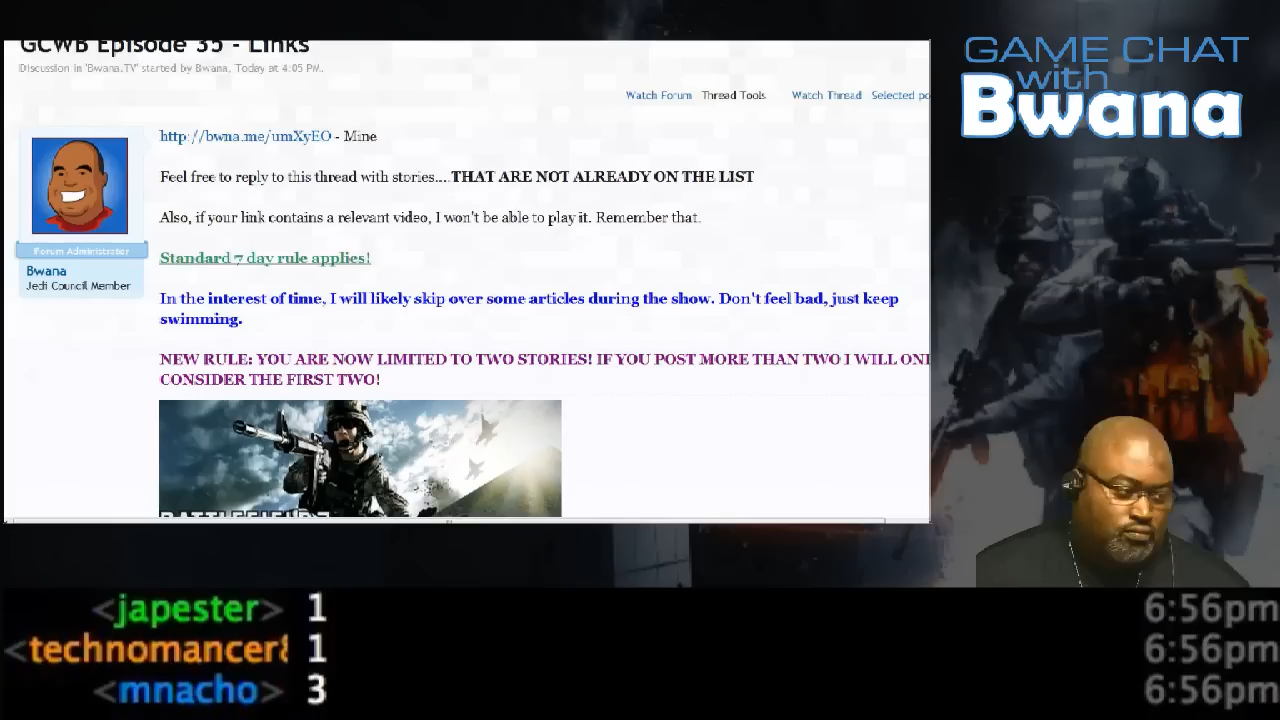 GCWB Episode 35 - Links
Discussion in 'Bwana.TV' started by Bwana, Today at 4:05 PM.
Watch Forum Thread Tools Watch Thread Selected po
http://bwna.me/umXyEO - Mine
Feel free to reply to this thread with stories....THAT ARE NOT ALREADY ON THE LIST
Also, if your link contains a relevant video, I won't be able to play it. Remember that.
Forum Administrator
Bwana
Jedi Council Member
Standard 7 day rule applies!
In the interest of time, I will likely skip over some articles during the show. Don't feel bad, just keep
swimming.
NEW RULE: YOU ARE NOW LIMITED TO TWO STORIES! IF YOU POST MORE THAN TWO I WILL ONL
CONSIDER THE FIRST TWO!
BATTLEFIELD 3
GAME CHAT
with
Bwana
<japester> 1 6:56pm
<technomancer8 1 6:56pm
<mnacho> 3 6:56pm